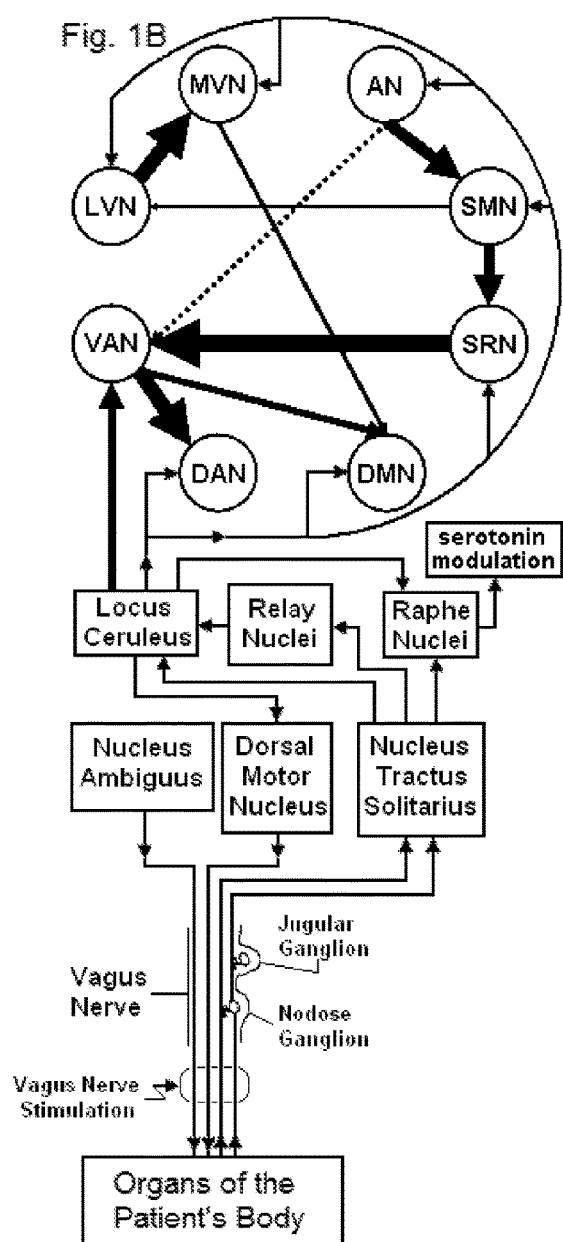 Fig. 1B
MVN
AN
LVN
SMN
VAN
SRN
DAN
DMN
serotonin
modulation
Locus
Ceruleus
Relay
Nuclei
Raphe
Nuclei
Nucleus
Ambiguus
Dorsal
Motor
Nucleus
Nucleus
Tractus
Solitarius
Jugular
Ganglion
Vagus
Nerve
Nodose
Ganglion
Vagus Nerve
Stimulation
Organs of the
Patient's Body